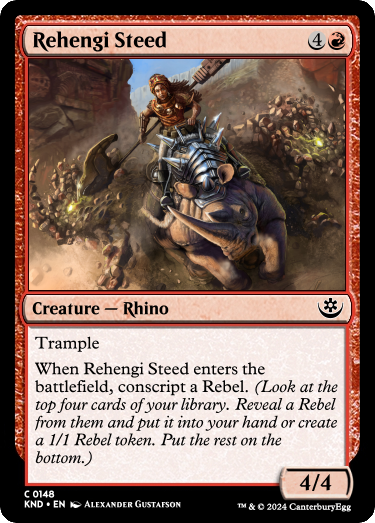 Rehengi Steed 4
Creature — Rhino
Trample
When Rehengi Steed enters the
battlefield, conscript a Rebel. (Look at the
top four cards of your library. Reveal a Rebel
from them and put it into your hand or create
a 1/1 Rebel token. Put the rest on the
bottom.)
4/4
C 0148
KND • EN Alexander Gustafson
™ & © 2024 CanterburyEgg